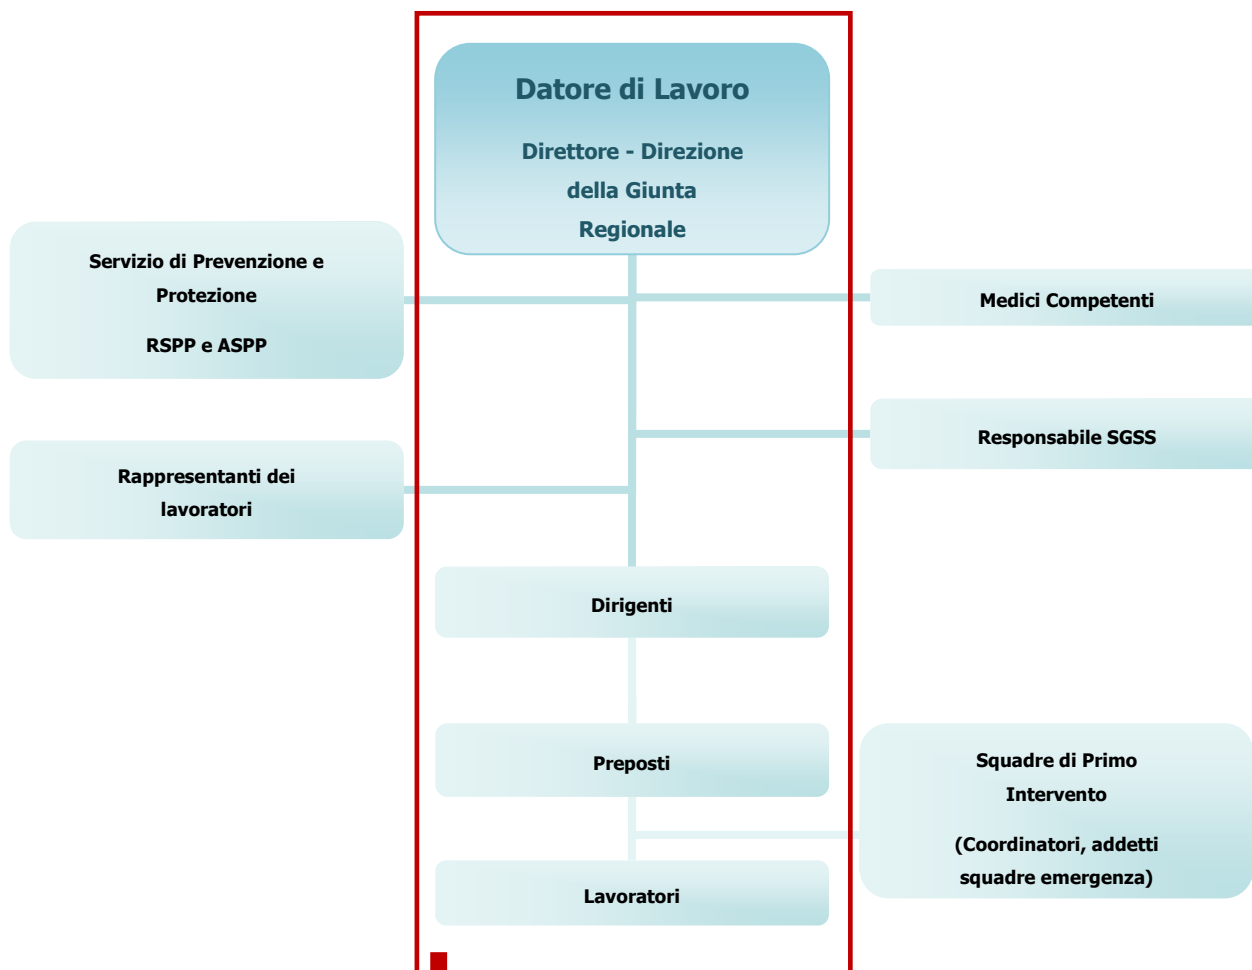 Datore di Lavoro
Direttore - Direzione
della Giunta
Regionale
Servizio di Prevenzione e
Protezione
RSPP e ASPP
Medici Competenti
Responsabile SGSS
Rappresentanti dei
lavoratori
Dirigenti
Preposti
Squadre di Primo
Intervento
(Coordinatori, addetti
squadre emergenza)
Lavoratori